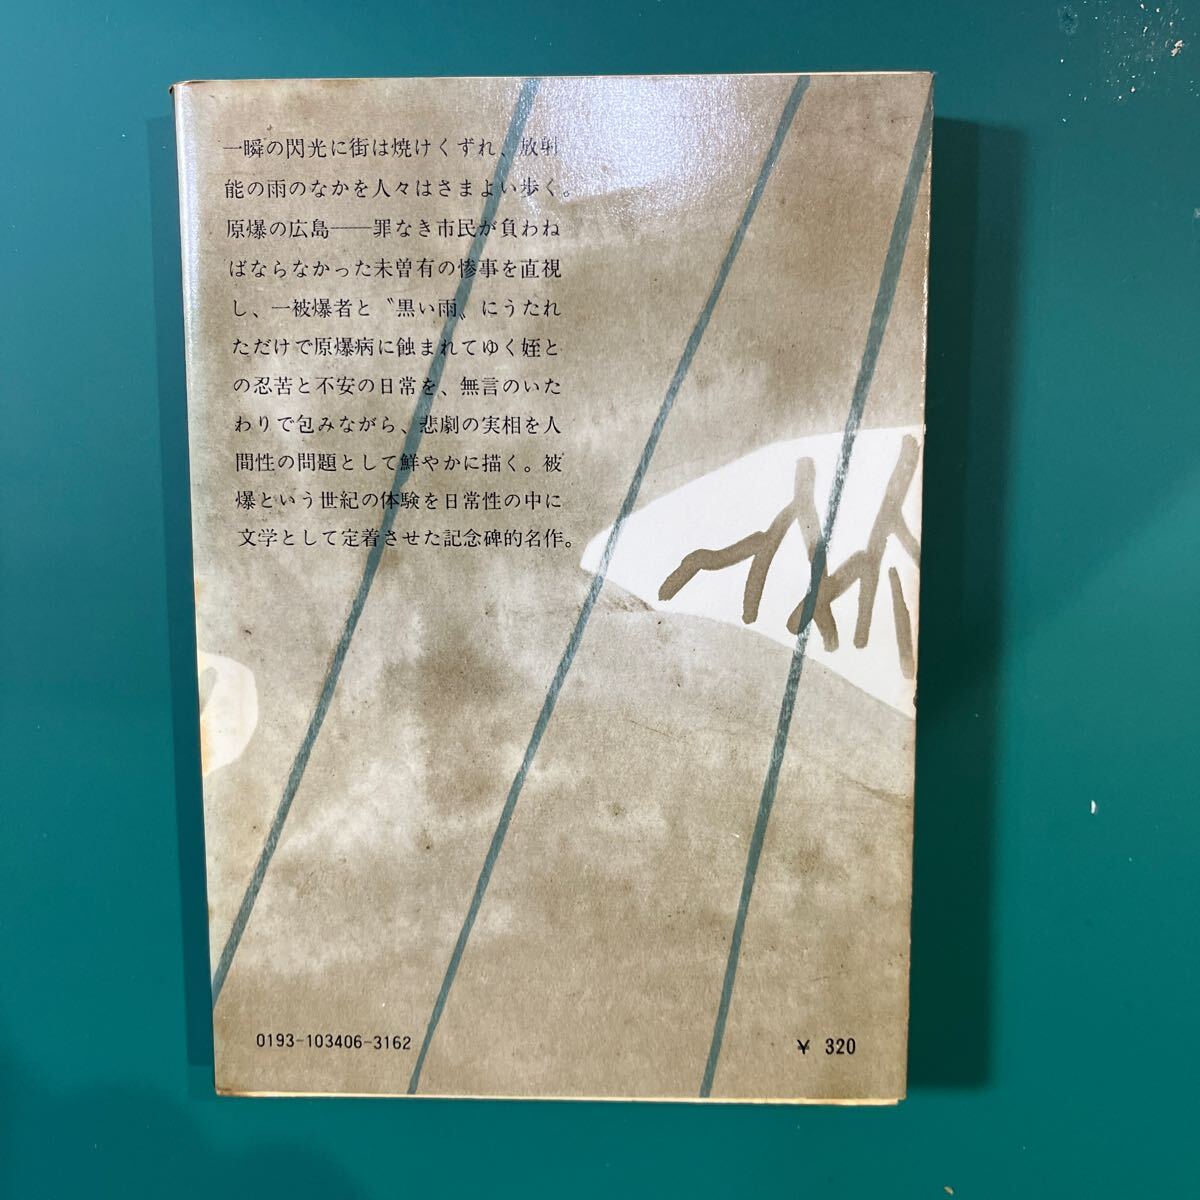 一瞬の閃光に街は焼けくずれ、放射
能の雨のなかを人々はさまよい歩く。
原爆の広島――罪なき市民が負わね
ばならなかった未曽有の惨事を直視
し、一被爆者と〝黒い雨〟にうたれ
ただけで原爆病に蝕まれてゆく姪と
の忍苦と不安の日常を、無言のいた
わりで包みながら、悲劇の実相を人
間性の問題として鮮やかに描く。被
爆という世紀の体験を日常性の中に
文学として定着させた記念碑的名作。
0193-103406-3162
¥ 320